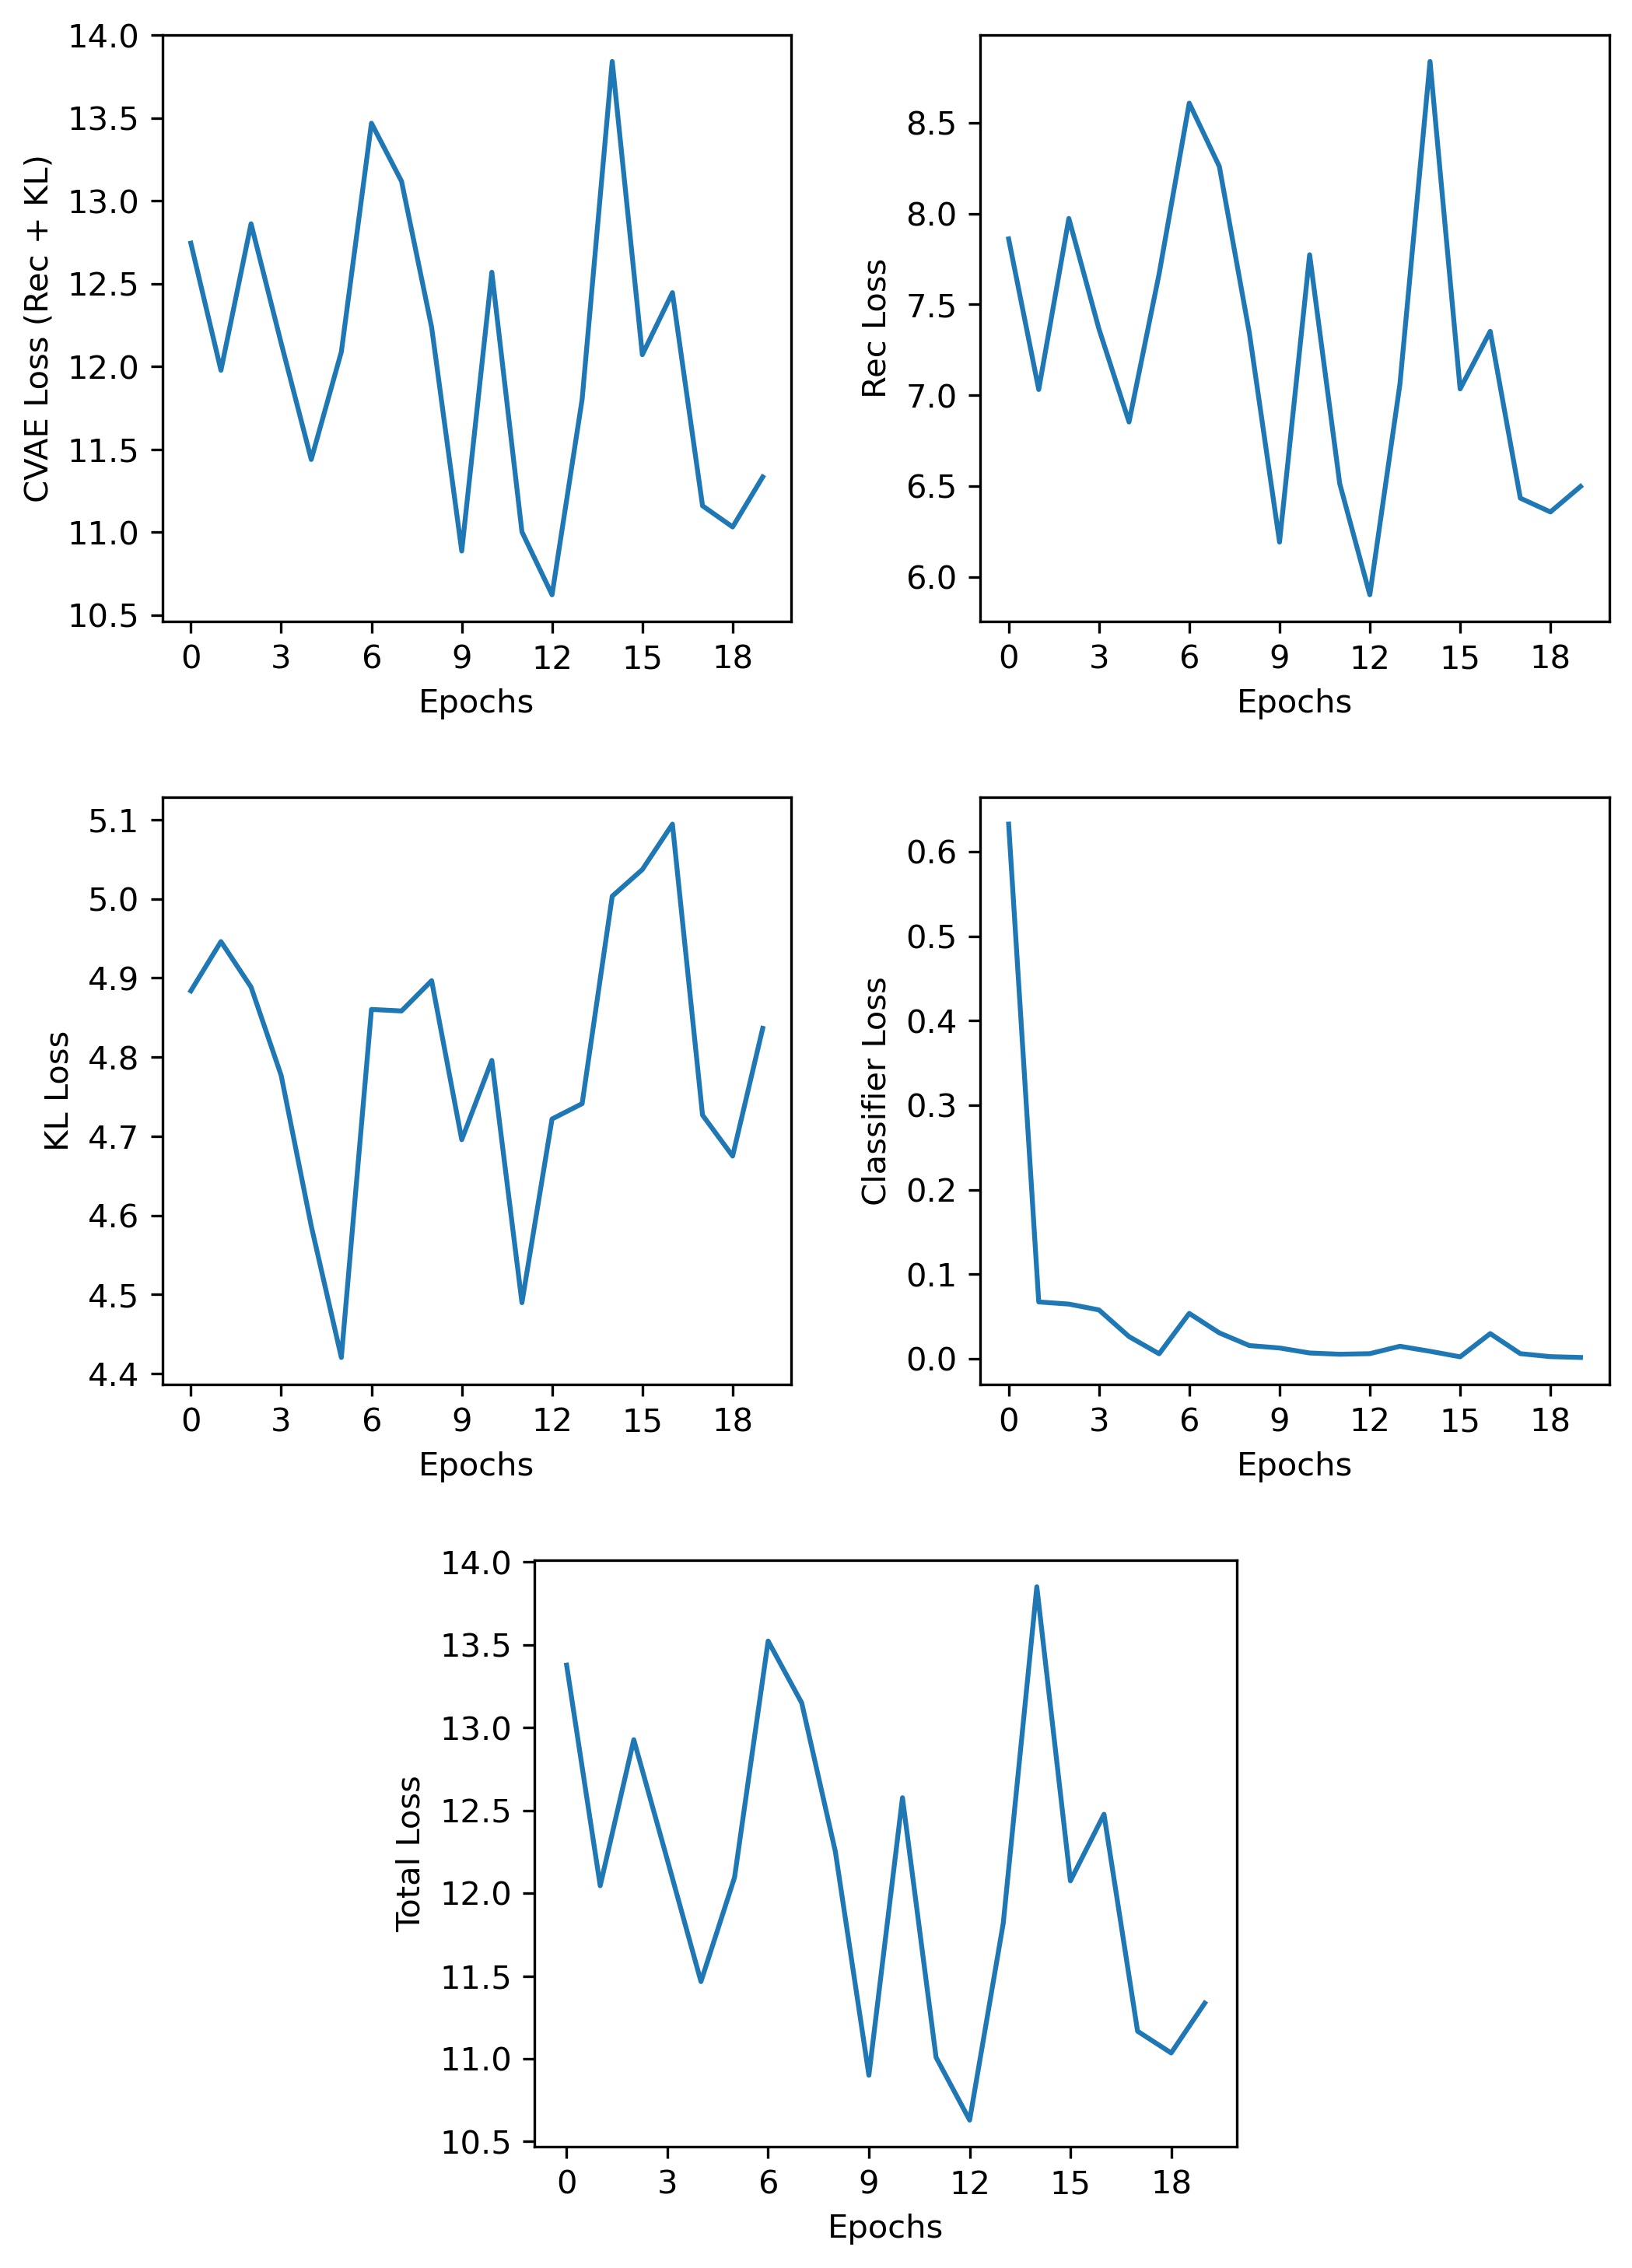 CVAE Loss (Rec + KL)
14.0
13.5
13.0
12.5
12.0
11.5
11.0
10.5
0 3 6 9 12 15 18
Epochs
Rec Loss
8.5
8.0
7.5
7.0
6.5
6.0
0 3 6 9 12 15 18
Epochs
KL Loss
5.1
5.0
4.9
4.8
4.7
4.6
4.5
4.4
0 3 6 9 12 15 18
Epochs
Classifier Loss
0.6
0.5
0.4
0.3
0.2
0.1
0.0
0 3 6 9 12 15 18
Epochs
Total Loss
14.0
13.5
13.0
12.5
12.0
11.5
11.0
10.5
0 3 6 9 12 15 18
Epochs